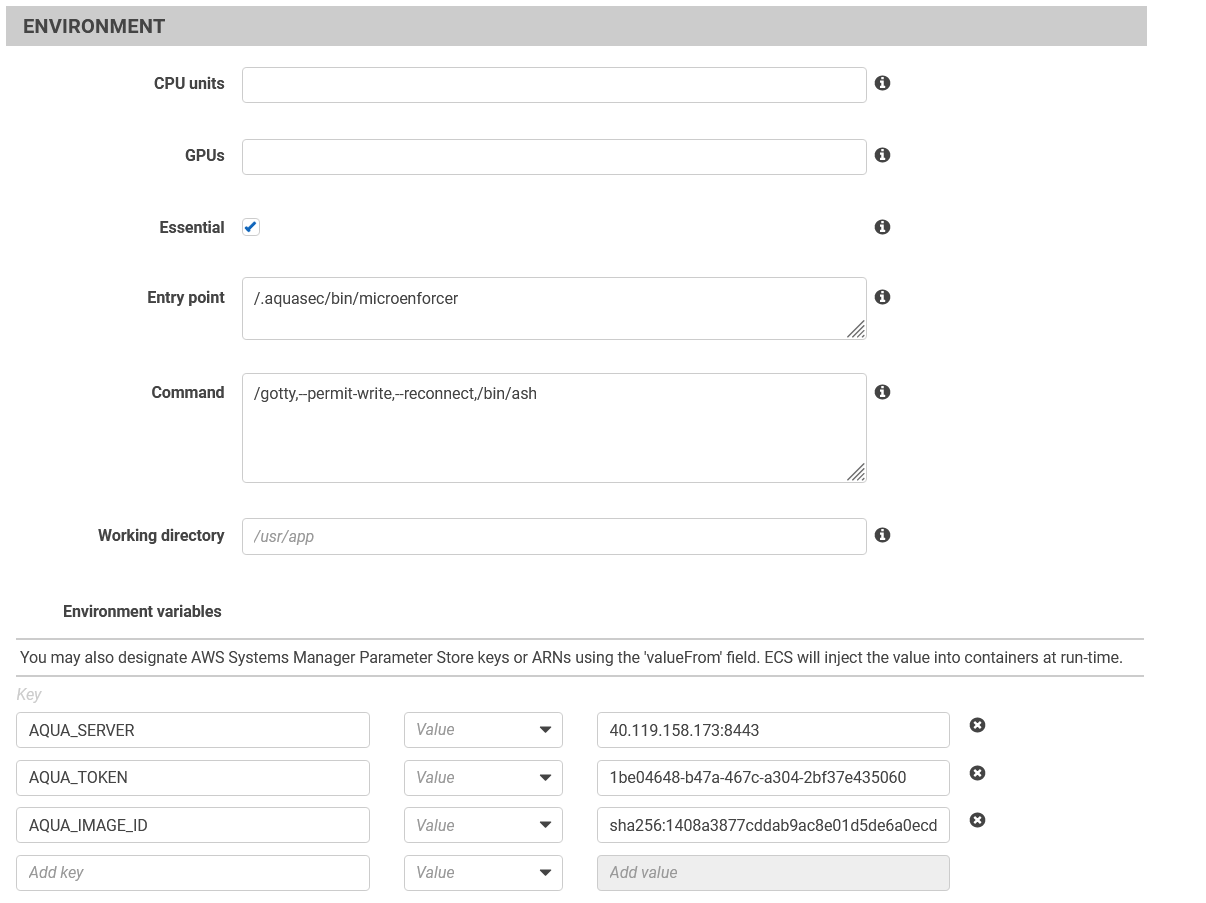 ENVIRONMENT
CPU units
GPUs
Essential
Entry point
/.aquasec/bin/microenforcer
Command
/gotty,--permit-write,--reconnect,/bin/ash
Working directory
/usr/app
Environment variables
You may also designate AWS Systems Manager Parameter Store keys or ARNs using the 'valueFrom' field. ECS will inject the value into containers at run-time.
Key
AQUA_SERVER Value 40.119.158.173:8443
AQUA_TOKEN Value 1be04648-b47a-467c-a304-2bf37e435060
AQUA_IMAGE_ID Value sha256:1408a3877cddab9ac8e01d5de6a0ecd
Add key Value Add value